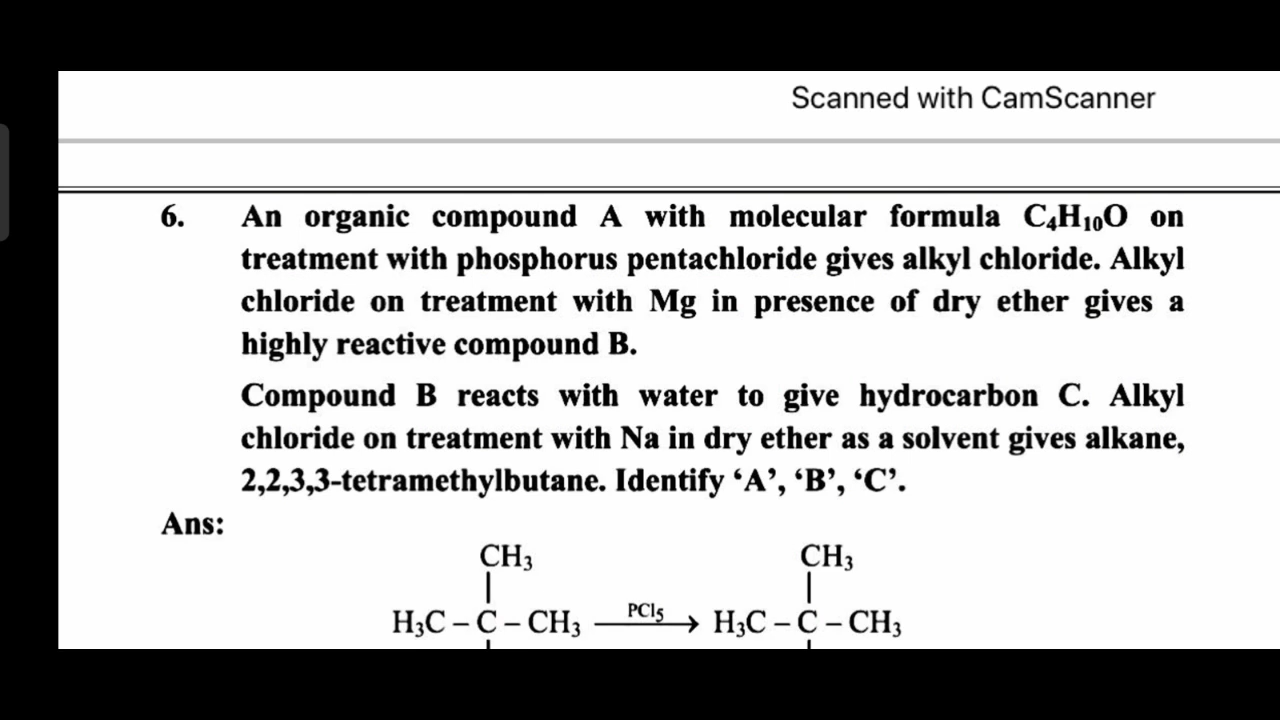 Scanned with CamScanner
6. An organic compound A with molecular formula C₄H₁₀O on
treatment with phosphorus pentachloride gives alkyl chloride. Alkyl
chloride on treatment with Mg in presence of dry ether gives a
highly reactive compound B.
Compound B reacts with water to give hydrocarbon C. Alkyl
chloride on treatment with Na in dry ether as a solvent gives alkane,
2,2,3,3-tetramethylbutane. Identify ‘A’, ‘B’, ‘C’.
Ans:
CH₃ CH₃
| |
H₃C – C – CH₃ PCl₅ → H₃C – C – CH₃